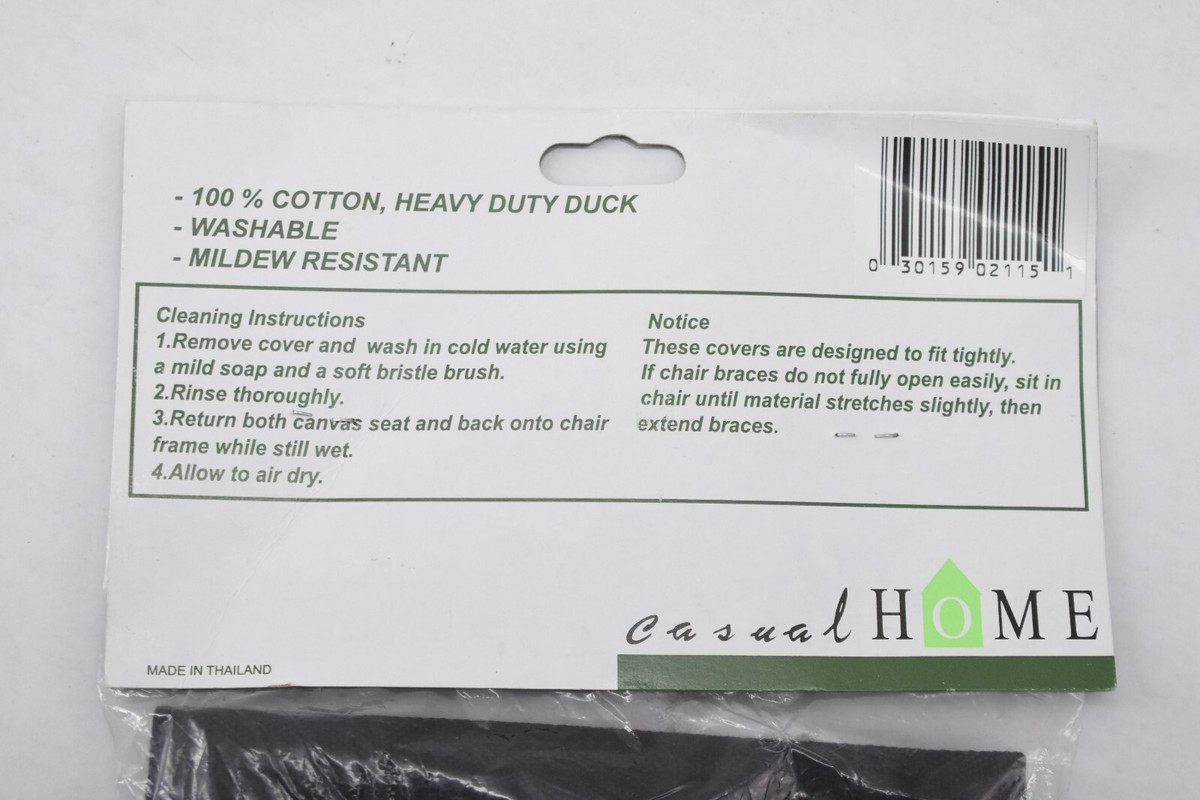 - 100 % COTTON, HEAVY DUTY DUCK
- WASHABLE
- MILDEW RESISTANT
0 30159 02115 1
Cleaning Instructions
1.Remove cover and wash in cold water using
a mild soap and a soft bristle brush.
2.Rinse thoroughly.
3.Return both canvas seat and back onto chair
frame while still wet.
4.Allow to air dry.
Notice
These covers are designed to fit tightly.
If chair braces do not fully open easily, sit in
chair until material stretches slightly, then
extend braces.
Casual HOME
MADE IN THAILAND